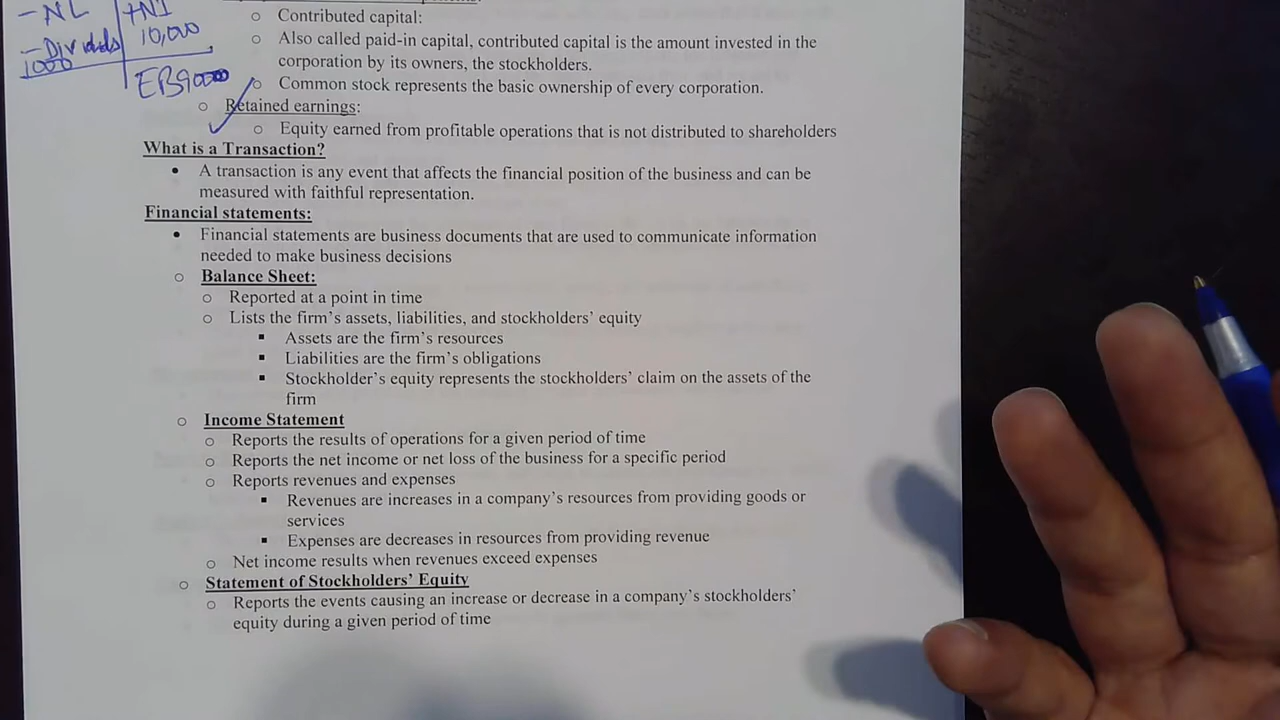 -NL +NI
-Dividends 10,000
1000
EB9000
○ Contributed capital:
○ Also called paid-in capital, contributed capital is the amount invested in the
corporation by its owners, the stockholders.
○ Common stock represents the basic ownership of every corporation.
○ Retained earnings:
○ Equity earned from profitable operations that is not distributed to shareholders
What is a Transaction?
• A transaction is any event that affects the financial position of the business and can be
measured with faithful representation.
Financial statements:
• Financial statements are business documents that are used to communicate information
needed to make business decisions
○ Balance Sheet:
○ Reported at a point in time
○ Lists the firm's assets, liabilities, and stockholders' equity
▪ Assets are the firm's resources
▪ Liabilities are the firm's obligations
▪ Stockholder's equity represents the stockholders' claim on the assets of the
firm
○ Income Statement
○ Reports the results of operations for a given period of time
○ Reports the net income or net loss of the business for a specific period
○ Reports revenues and expenses
▪ Revenues are increases in a company's resources from providing goods or
services
▪ Expenses are decreases in resources from providing revenue
○ Net income results when revenues exceed expenses
○ Statement of Stockholders' Equity
○ Reports the events causing an increase or decrease in a company's stockholders'
equity during a given period of time